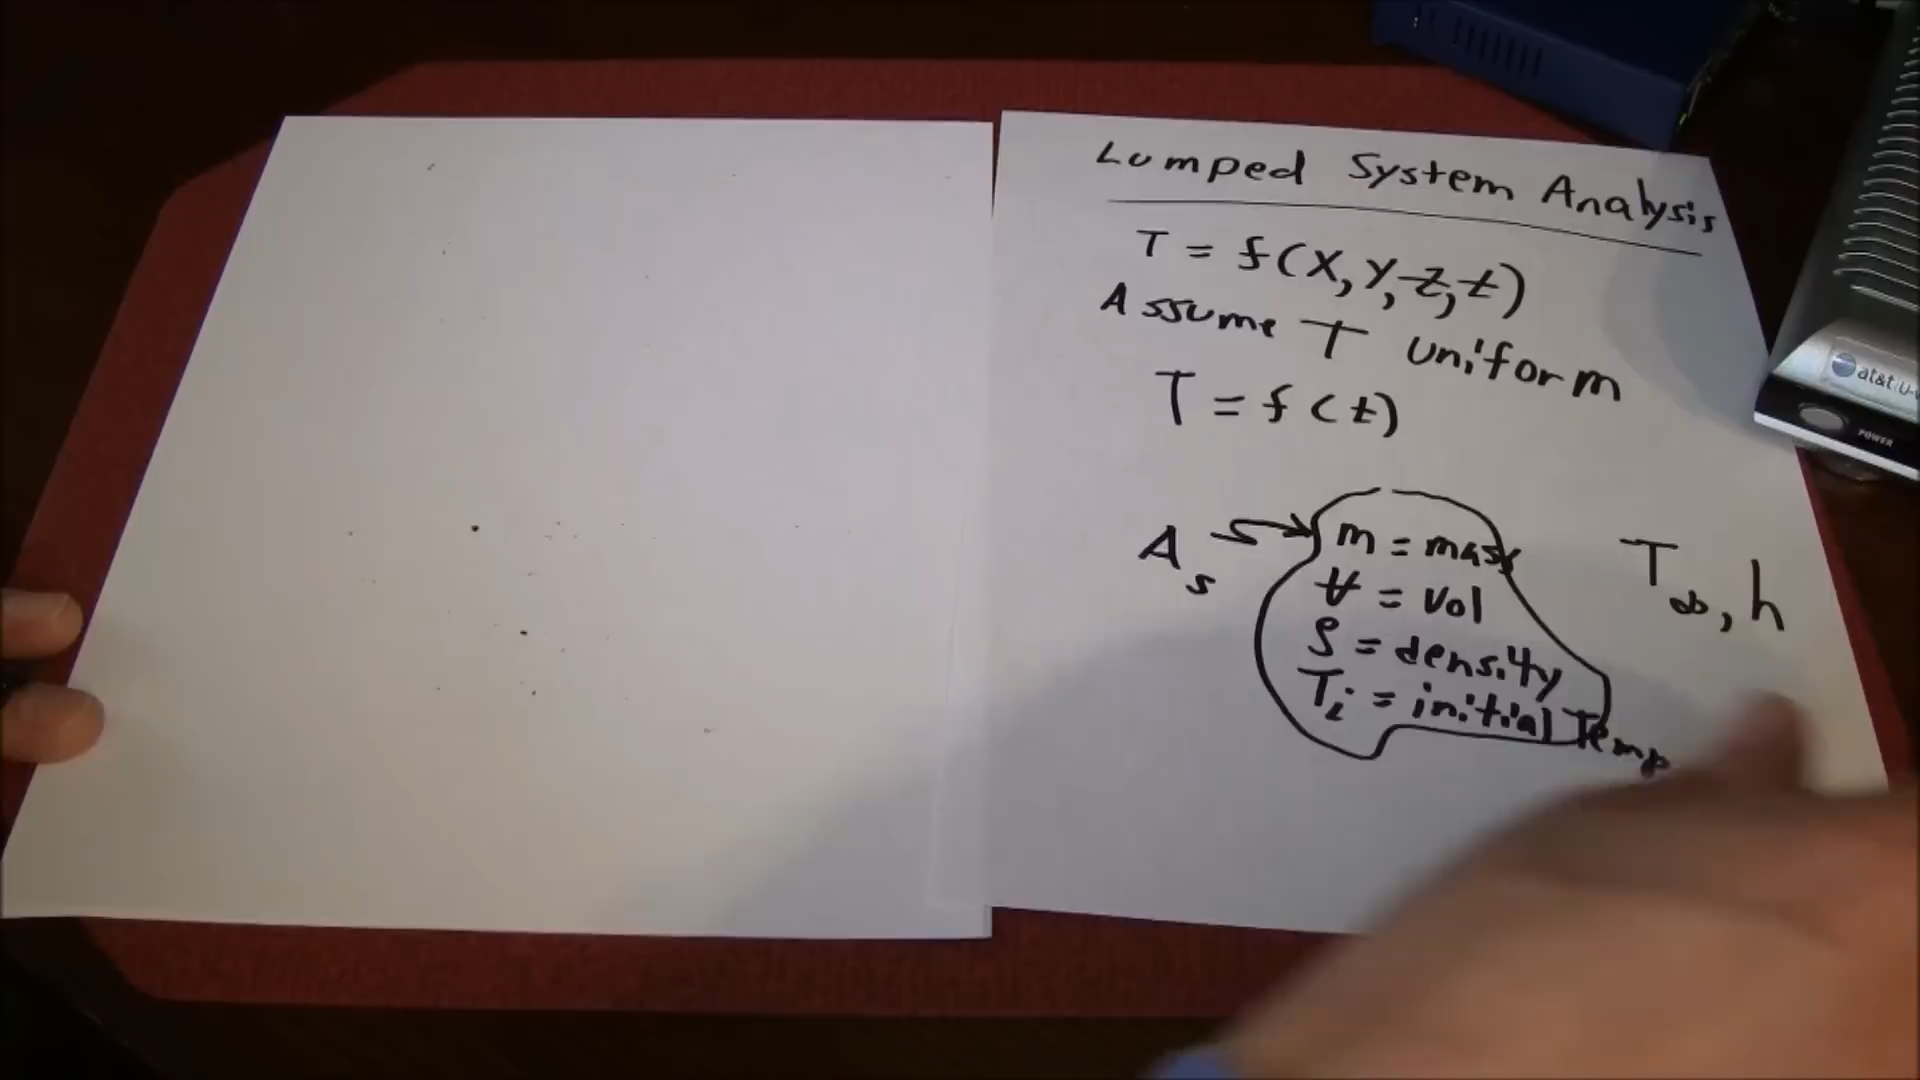 Lumped System Analysis
T = f(X, Y, Z, t)
Assume T uniform
T = f(t)
As
m = mass
V = Vol
ρ = density
Ti = initial Temp
T∞, h
at&t U-v
POWER